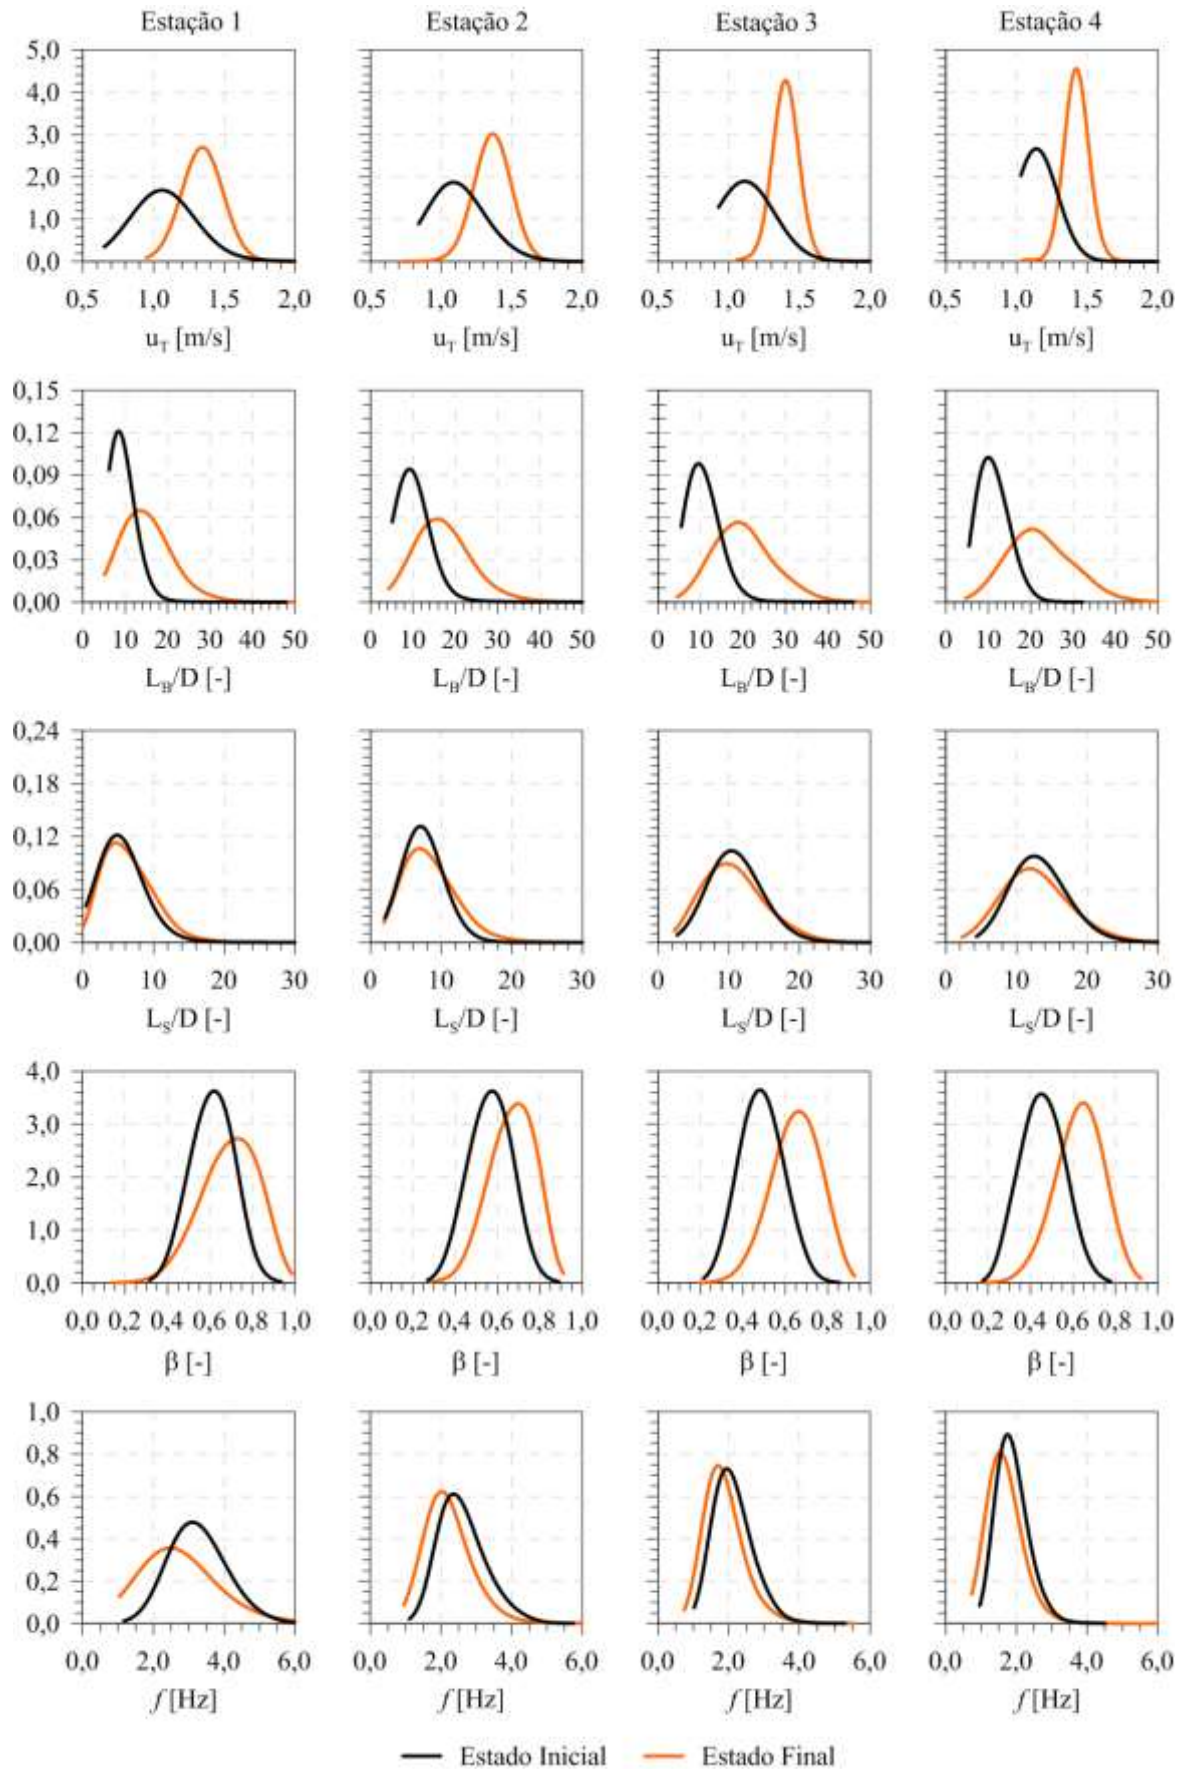 Estação 1 Estação 2 Estação 3 Estação 4
5,0
4,0
3,0
2,0
1,0
0,0
0,5 1,0 1,5 2,0 0,5 1,0 1,5 2,0 0,5 1,0 1,5 2,0 0,5 1,0 1,5 2,0
u_T [m/s] u_T [m/s] u_T [m/s] u_T [m/s]
0,15
0,12
0,09
0,06
0,03
0,00
0 10 20 30 40 50 0 10 20 30 40 50 0 10 20 30 40 50 0 10 20 30 40 50
L_B/D [-] L_B/D [-] L_B/D [-] L_B/D [-]
0,24
0,18
0,12
0,06
0,00
0 10 20 30 0 10 20 30 0 10 20 30 0 10 20 30
L_S/D [-] L_S/D [-] L_S/D [-] L_S/D [-]
4,0
3,0
2,0
1,0
0,0
0,0 0,2 0,4 0,6 0,8 1,0 0,0 0,2 0,4 0,6 0,8 1,0 0,0 0,2 0,4 0,6 0,8 1,0 0,0 0,2 0,4 0,6 0,8 1,0
β [-] β [-] β [-] β [-]
1,0
0,8
0,6
0,4
0,2
0,0
0,0 2,0 4,0 6,0 0,0 2,0 4,0 6,0 0,0 2,0 4,0 6,0 0,0 2,0 4,0 6,0
f [Hz] f [Hz] f [Hz] f [Hz]
Estado Inicial Estado Final